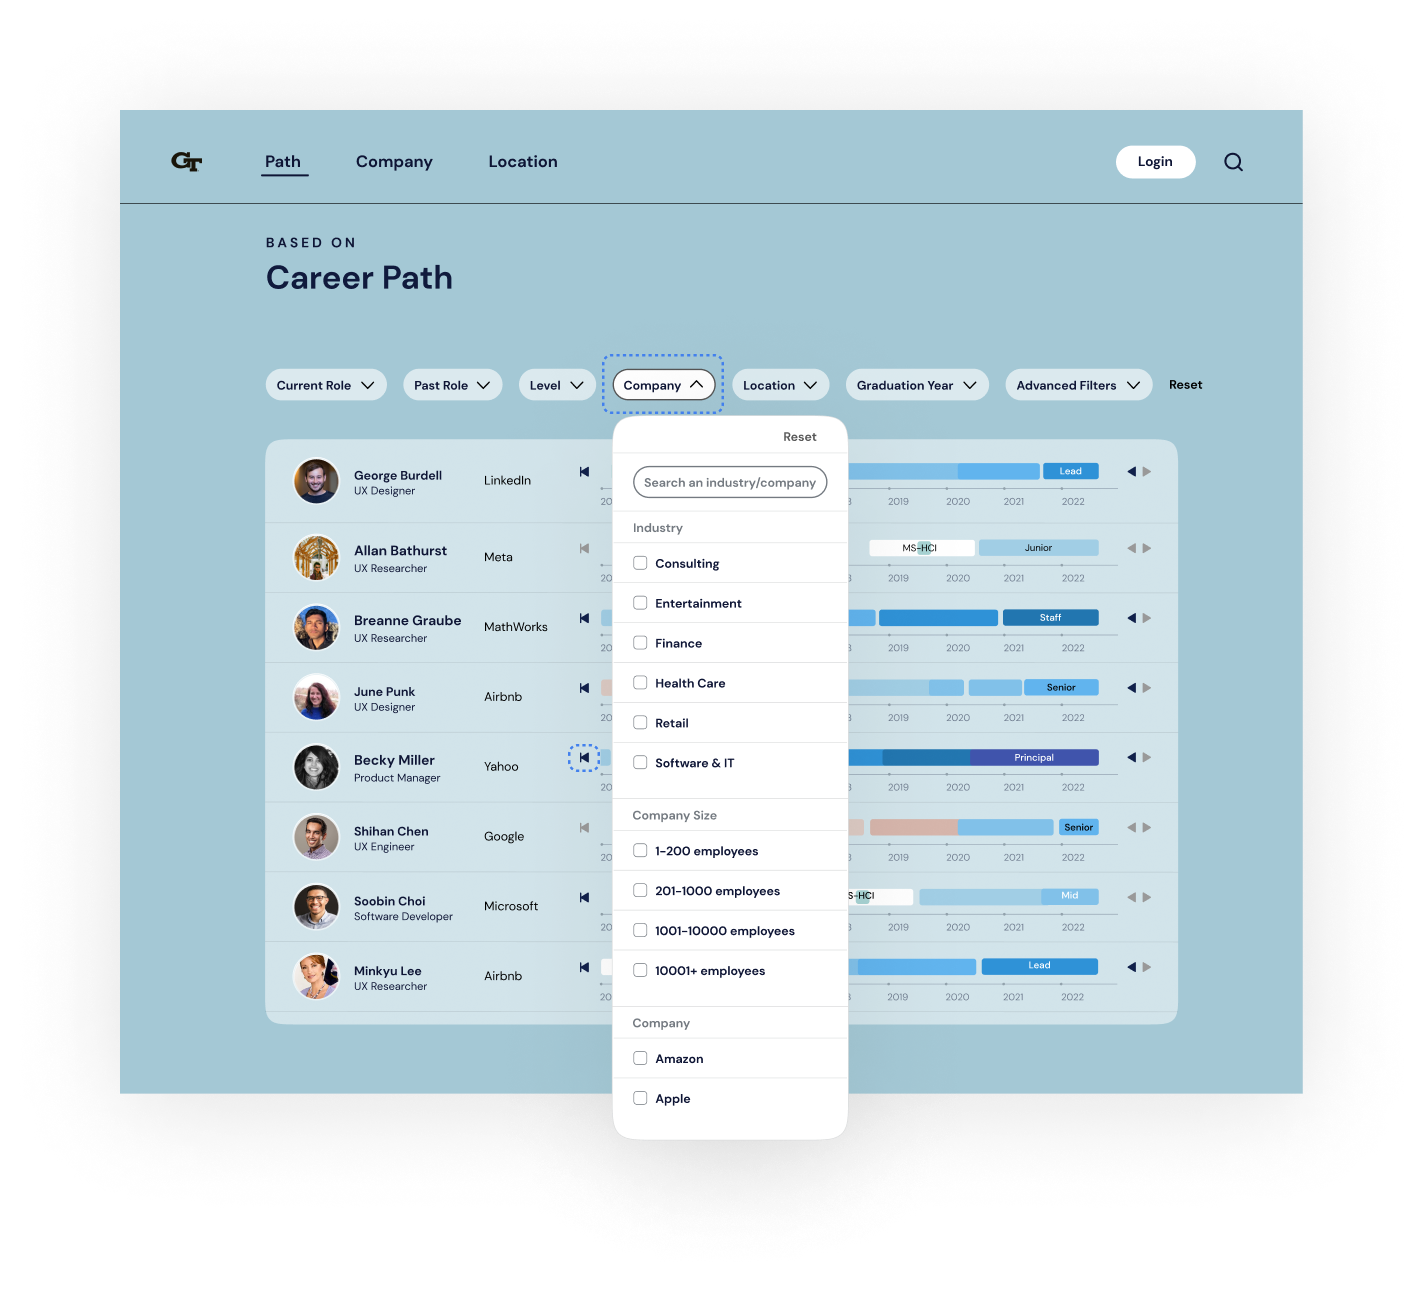 GT
Path Company Location Login
BASED ON
Career Path
Current Role Past Role Level Company Location Graduation Year Advanced Filters Reset
Reset
Search an industry/company
Industry
Consulting
Entertainment
Finance
Health Care
Retail
Software & IT
Company Size
1-200 employees
201-1000 employees
1001-10000 employees
10001+ employees
Company
Amazon
Apple
George Burdell
UX Designer
LinkedIn
Lead
2019 2020 2021 2022
Allan Bathurst
UX Researcher
Meta
MS-HCI Junior
2019 2020 2021 2022
Breanne Graube
UX Researcher
MathWorks
Staff
2019 2020 2021 2022
June Punk
UX Designer
Airbnb
Senior
2019 2020 2021 2022
Becky Miller
Product Manager
Yahoo
Principal
2019 2020 2021 2022
Shihan Chen
UX Engineer
Google
Senior
2019 2020 2021 2022
Soobin Choi
Software Developer
Microsoft
S-HCI Mid
2019 2020 2021 2022
Minkyu Lee
UX Researcher
Airbnb
Lead
2019 2020 2021 2022